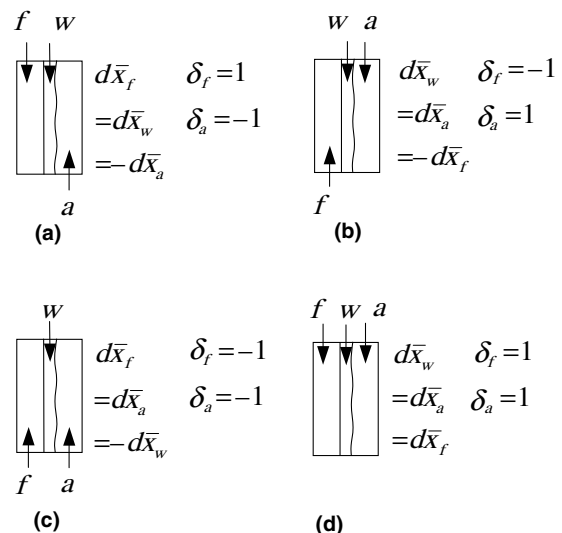 f w
dx̄_f δ_f = 1
=dx̄_w δ_a = −1
=−dx̄_a
a
(a)
w a
dx̄_w δ_f = −1
=dx̄_a δ_a = 1
=−dx̄_f
f
(b)
w
dx̄_f δ_f = −1
=dx̄_a δ_a = −1
=−dx̄_w
f a
(c)
f w a
dx̄_w δ_f = 1
=dx̄_a δ_a = 1
=dx̄_f
(d)